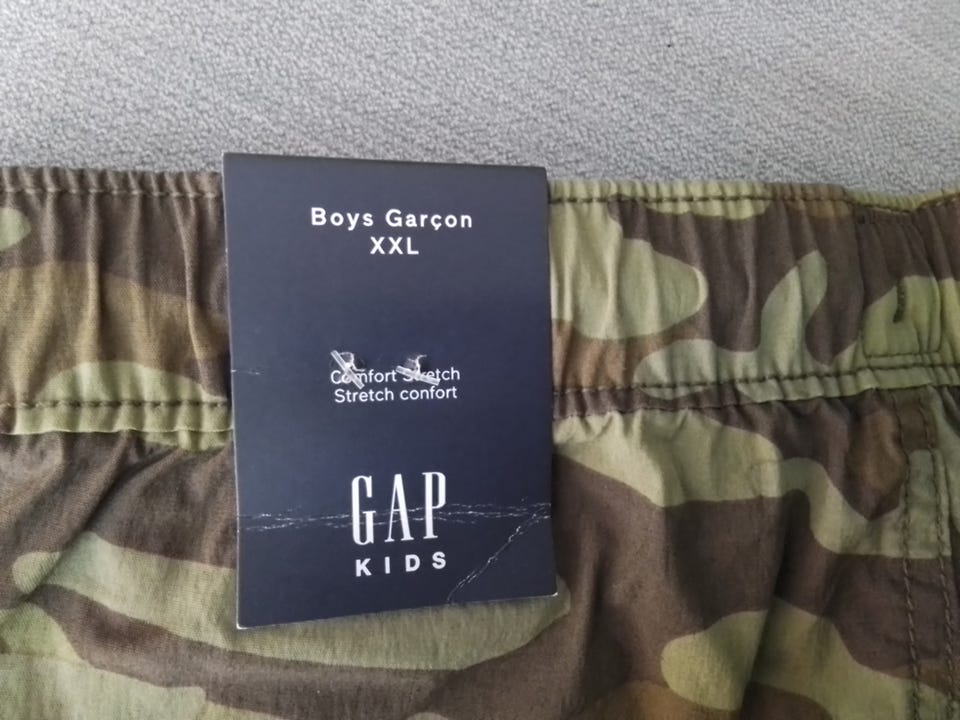 Boys Garçon
XXL
Comfort Stretch
Stretch confort
GAP
KIDS